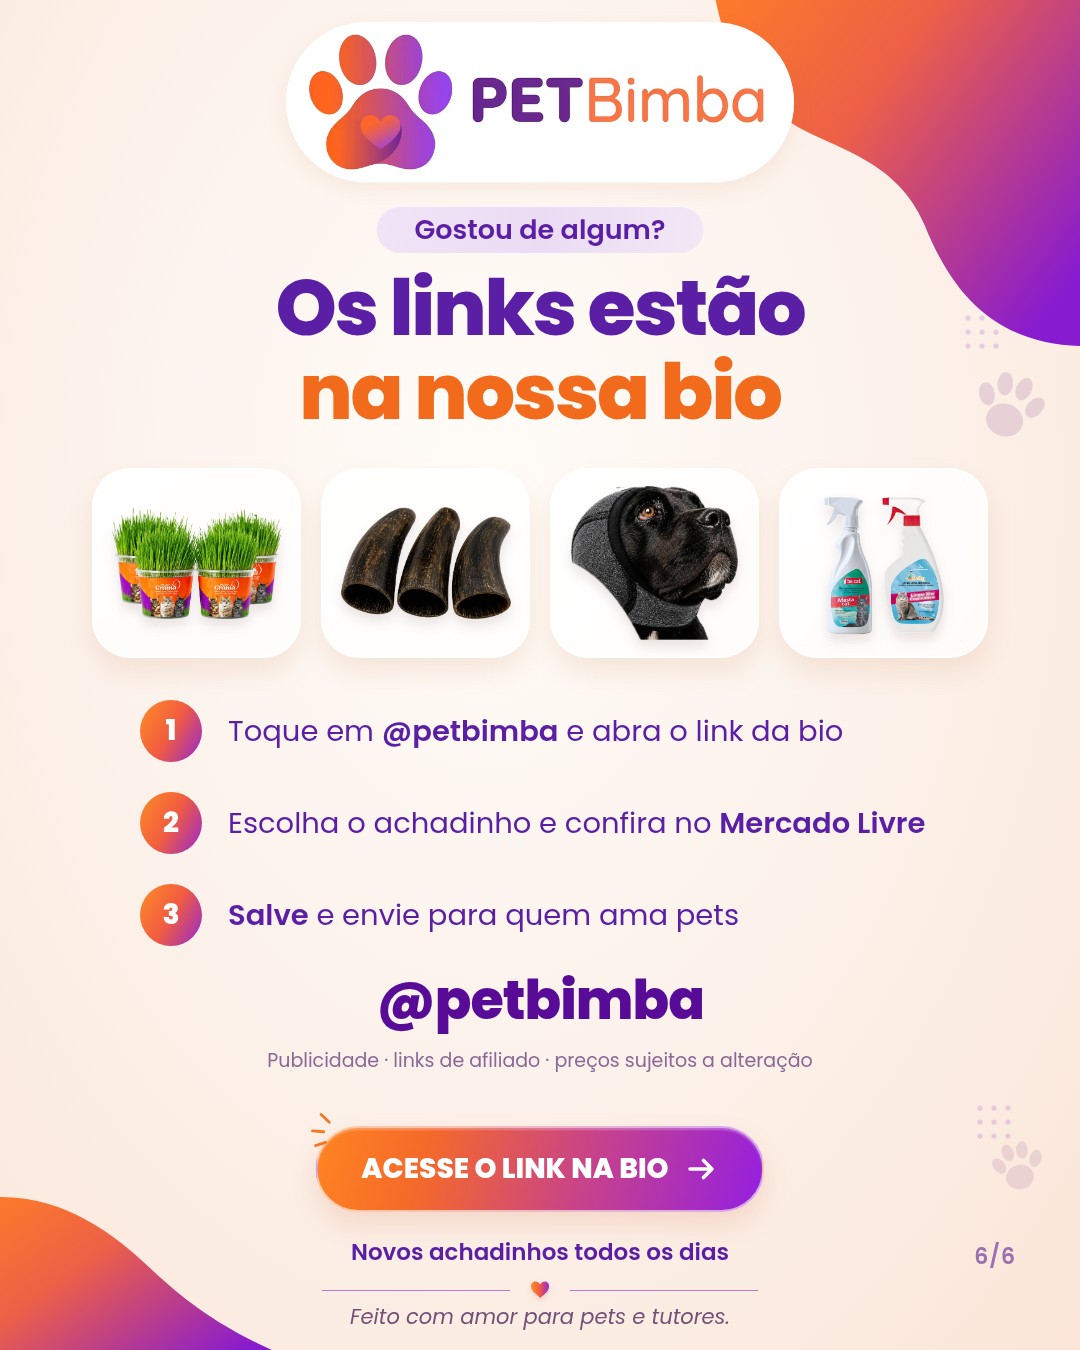 PETBimba
Gostou de algum?
Os links estão
na nossa bio
1
Toque em @petbimba e abra o link da bio
2
Escolha o achadinho e confira no Mercado Livre
3
Salve e envie para quem ama pets
@petbimba
Publicidade · links de afiliado · preços sujeitos a alteração
ACESSE O LINK NA BIO →
Novos achadinhos todos os dias
6/6
Feito com amor para pets e tutores.